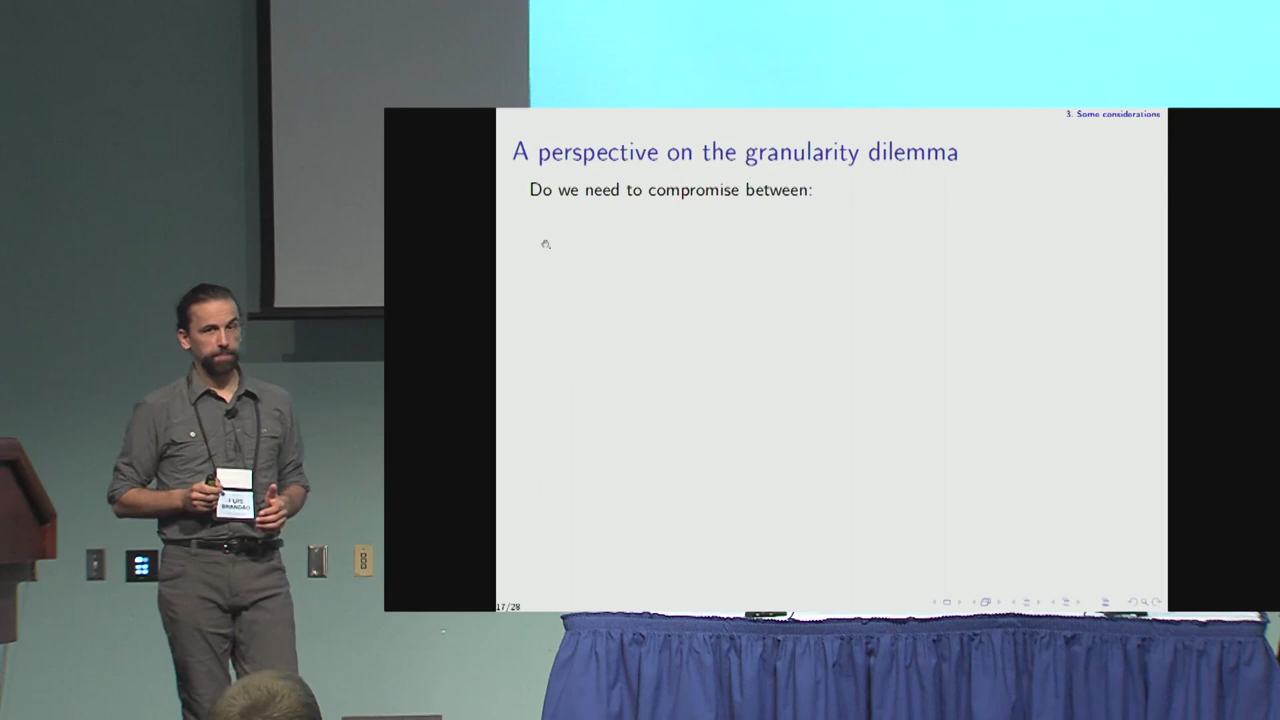 3. Some considerations
A perspective on the granularity dilemma
Do we need to compromise between:
LUIS
BRANDAO
17/28